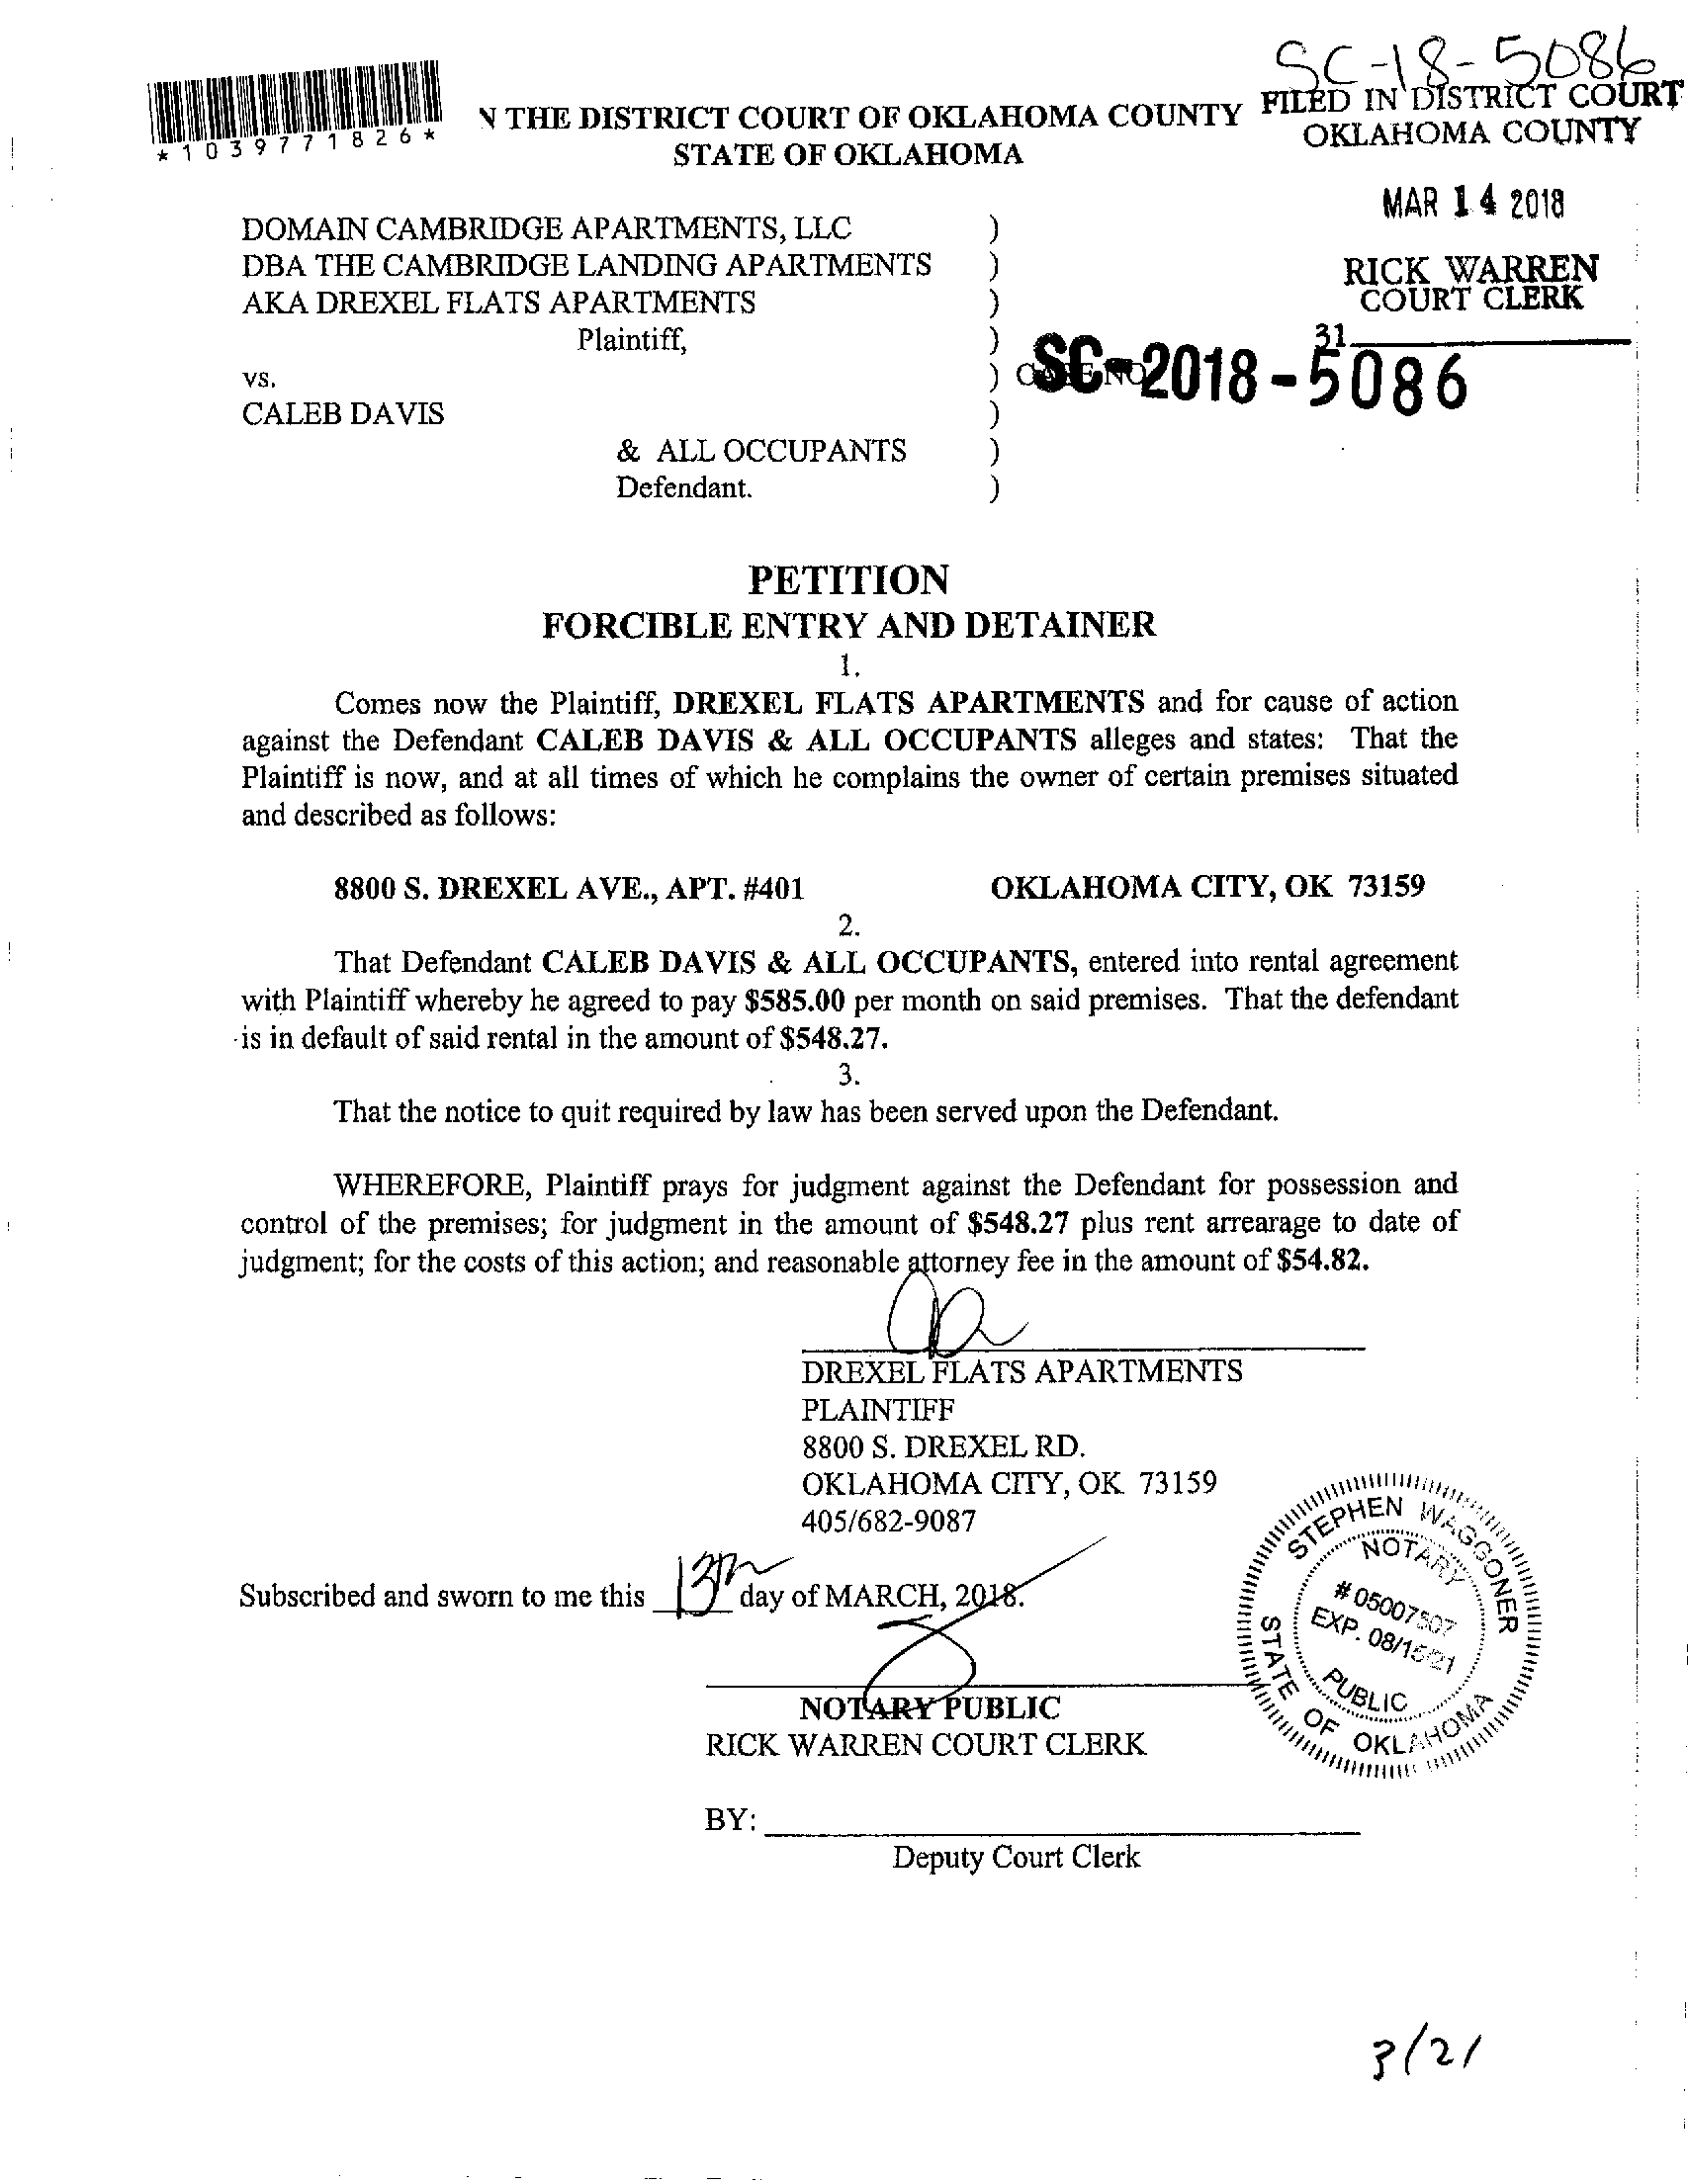 SC-18-5086
FILED IN DISTRICT COURT
OKLAHOMA COUNTY
*1039771826*
N THE DISTRICT COURT OF OKLAHOMA COUNTY
STATE OF OKLAHOMA
MAR 14 2018
RICK WARREN
COURT CLERK
31
DOMAIN CAMBRIDGE APARTMENTS, LLC )
DBA THE CAMBRIDGE LANDING APARTMENTS )
AKA DREXEL FLATS APARTMENTS )
Plaintiff, )
vs. ) CASE NO SC-2018-5086
CALEB DAVIS )
& ALL OCCUPANTS )
Defendant. )
PETITION
FORCIBLE ENTRY AND DETAINER
1.
Comes now the Plaintiff, DREXEL FLATS APARTMENTS and for cause of action
against the Defendant CALEB DAVIS & ALL OCCUPANTS alleges and states: That the
Plaintiff is now, and at all times of which he complains the owner of certain premises situated
and described as follows:
8800 S. DREXEL AVE., APT. #401 OKLAHOMA CITY, OK 73159
2.
That Defendant CALEB DAVIS & ALL OCCUPANTS, entered into rental agreement
with Plaintiff whereby he agreed to pay $585.00 per month on said premises. That the defendant
is in default of said rental in the amount of $548.27.
3.
That the notice to quit required by law has been served upon the Defendant.
WHEREFORE, Plaintiff prays for judgment against the Defendant for possession and
control of the premises; for judgment in the amount of $548.27 plus rent arrearage to date of
judgment; for the costs of this action; and reasonable attorney fee in the amount of $54.82.
DREXEL FLATS APARTMENTS
PLAINTIFF
8800 S. DREXEL RD.
OKLAHOMA CITY, OK 73159
405/682-9087
Subscribed and sworn to me this 13th day of MARCH, 2018.
NOTARY PUBLIC
RICK WARREN COURT CLERK
STEPHEN WAGGONER
NOTARY
#05007507
EXP. 08/15/21
PUBLIC
STATE OF OKLAHOMA
BY:
Deputy Court Clerk
3/21